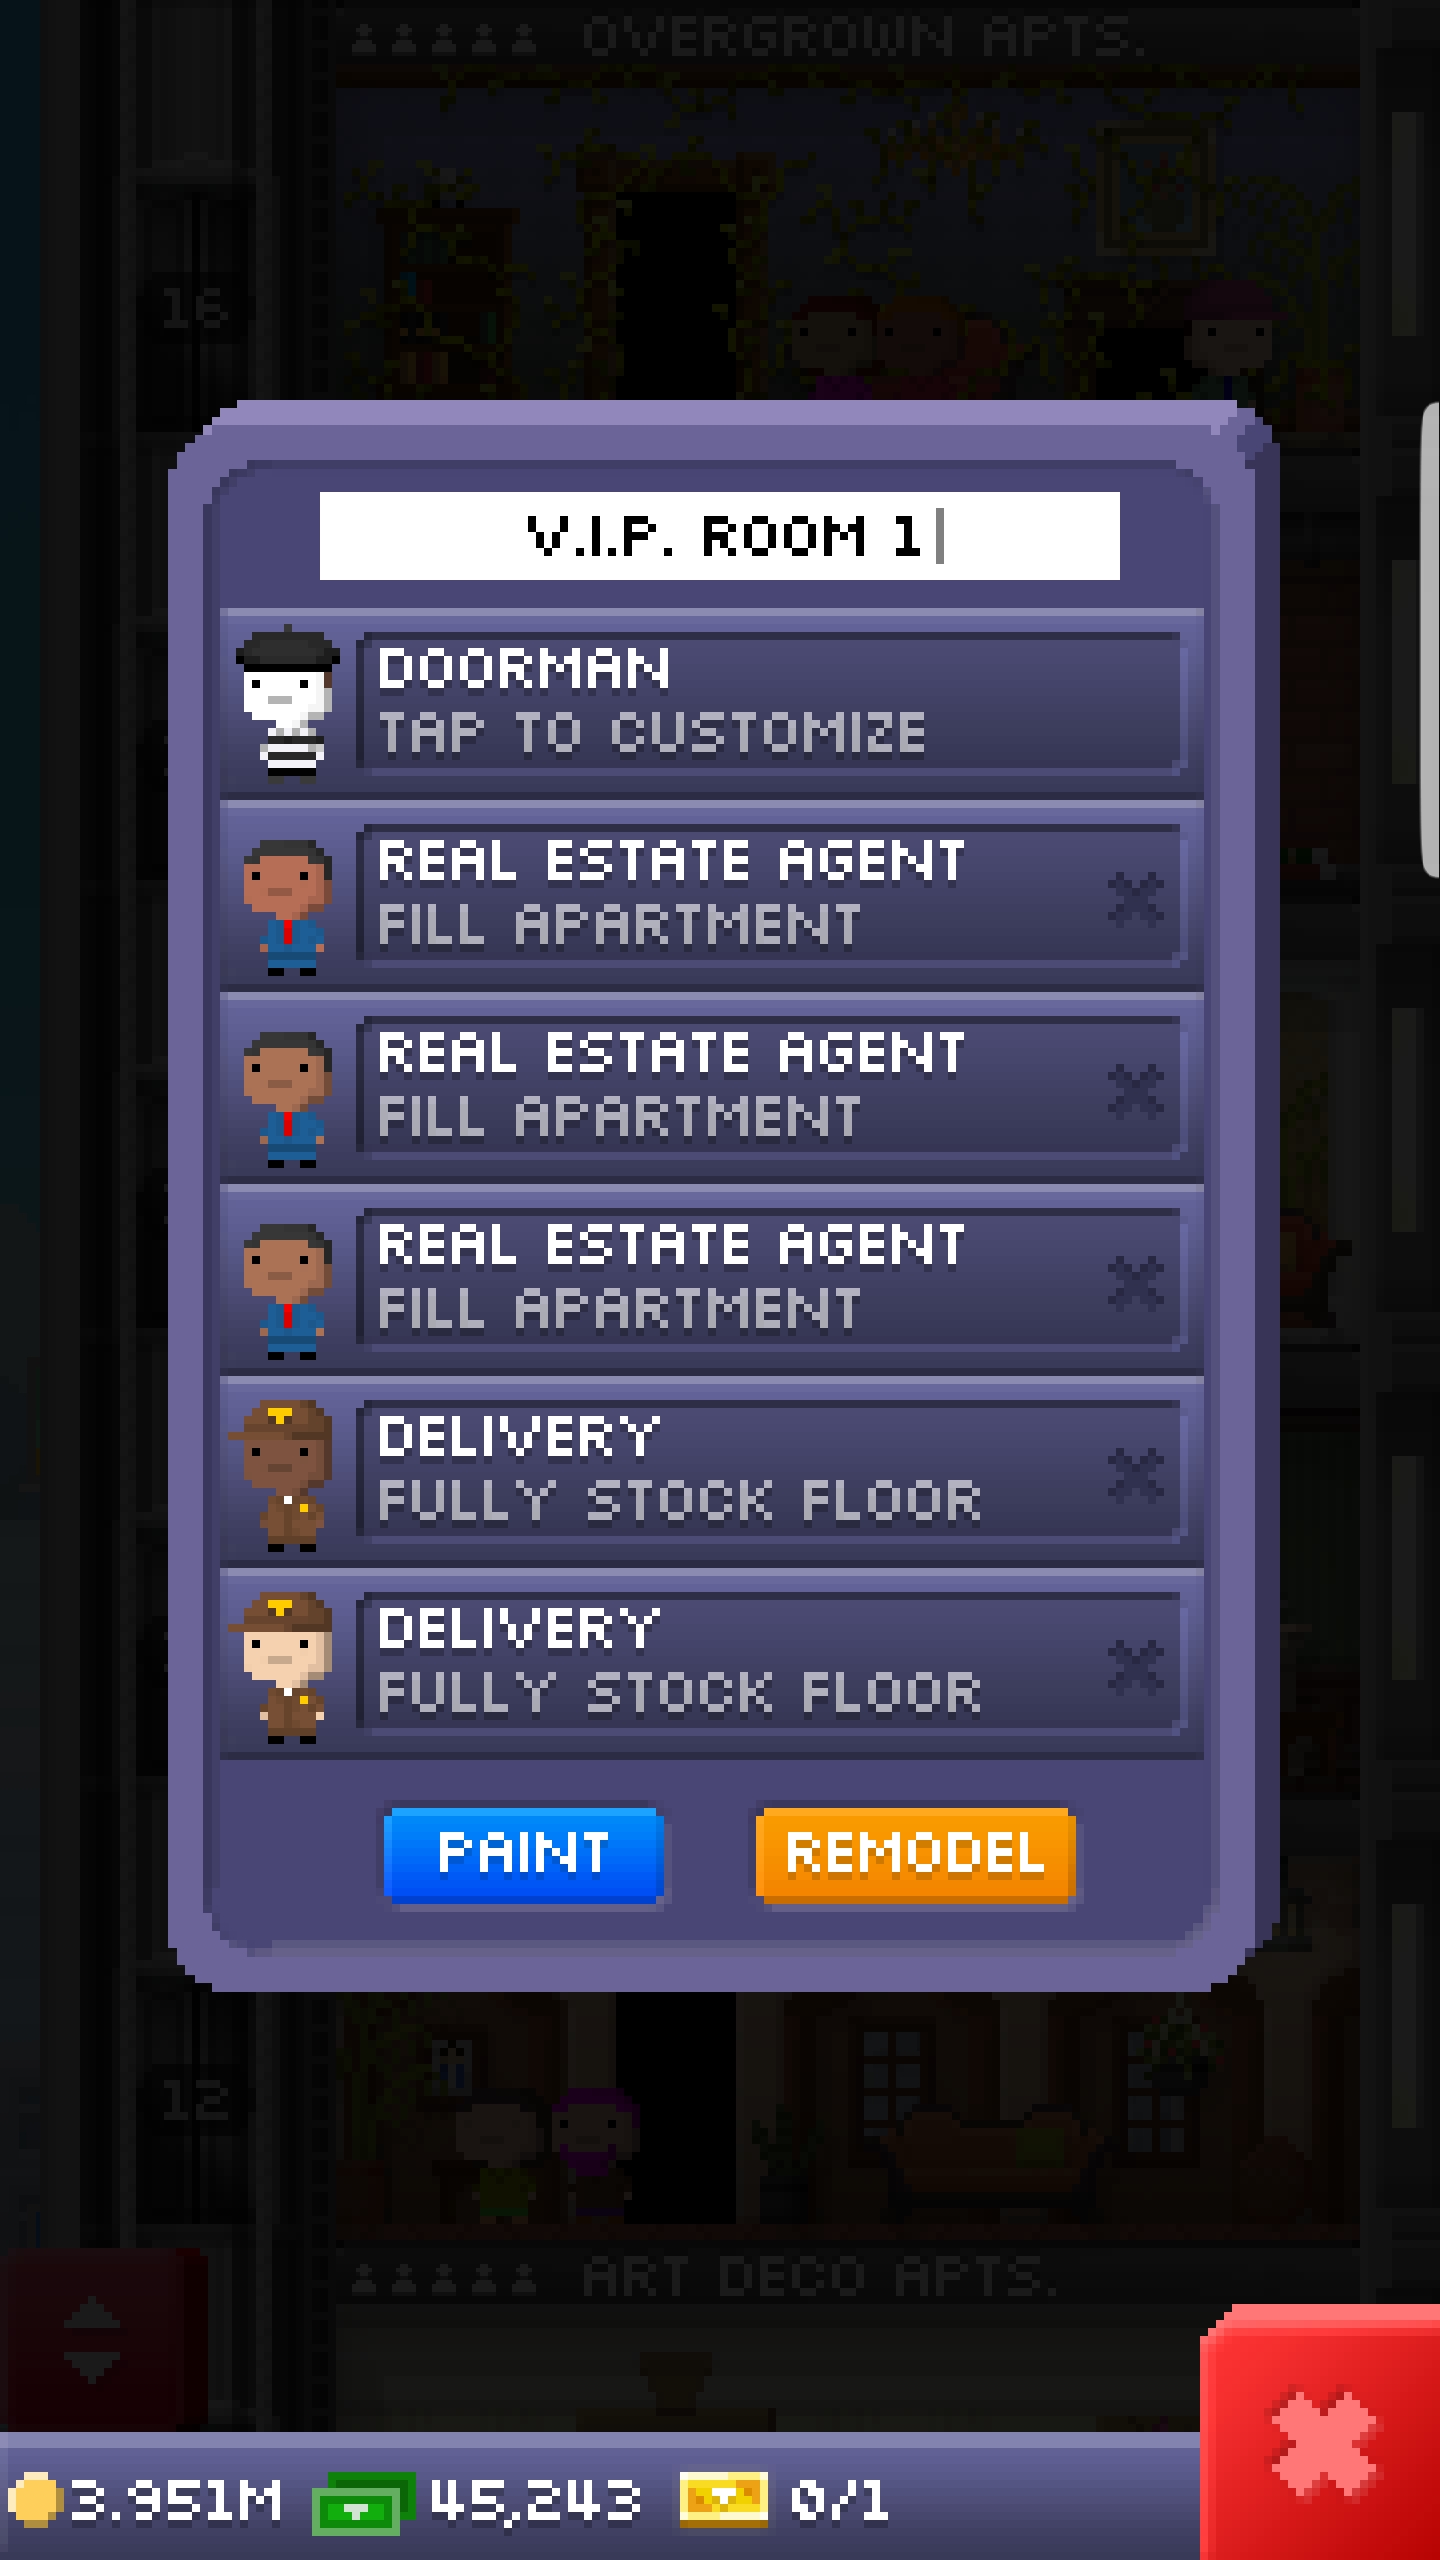 OVERGROWN APTS.
16
V.I.P. ROOM 1
DOORMAN
TAP TO CUSTOMIZE
REAL ESTATE AGENT
FILL APARTMENT
REAL ESTATE AGENT
FILL APARTMENT
REAL ESTATE AGENT
FILL APARTMENT
DELIVERY
FULLY STOCK FLOOR
DELIVERY
FULLY STOCK FLOOR
PAINT REMODEL
12
ART DECO APTS.
3.951M 45,243 0/1